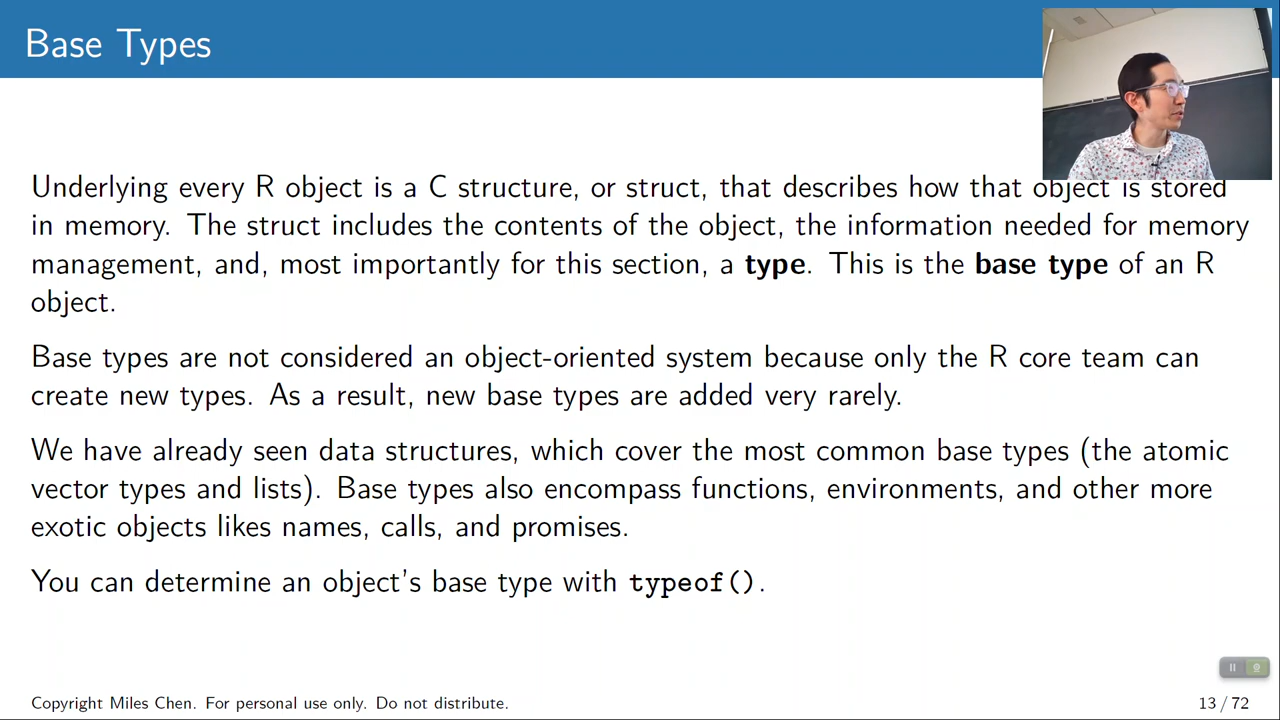 Base Types
Underlying every R object is a C structure, or struct, that describes how that object is stored
in memory. The struct includes the contents of the object, the information needed for memory
management, and, most importantly for this section, a type. This is the base type of an R
object.
Base types are not considered an object-oriented system because only the R core team can
create new types. As a result, new base types are added very rarely.
We have already seen data structures, which cover the most common base types (the atomic
vector types and lists). Base types also encompass functions, environments, and other more
exotic objects likes names, calls, and promises.
You can determine an object's base type with typeof().
Copyright Miles Chen. For personal use only. Do not distribute.
13 / 72